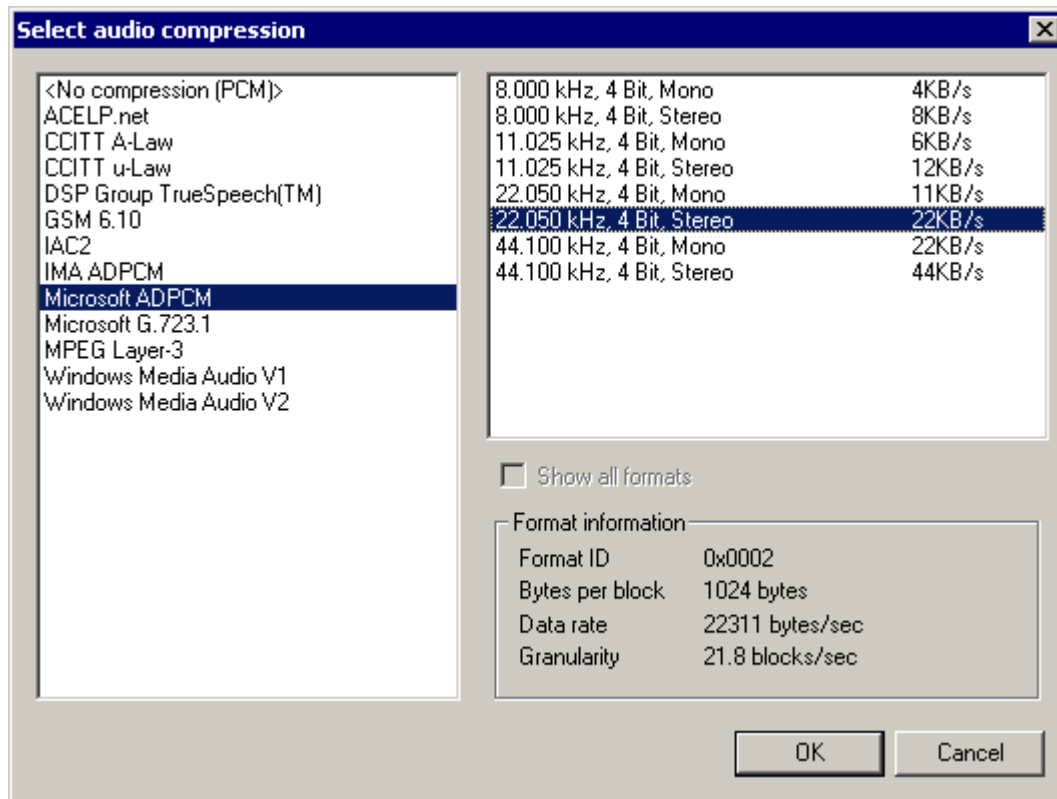 Select audio compression
<No compression (PCM)>
ACELP.net
CCITT A-Law
CCITT u-Law
DSP Group TrueSpeech(TM)
GSM 6.10
IAC2
IMA ADPCM
Microsoft ADPCM
Microsoft G.723.1
MPEG Layer-3
Windows Media Audio V1
Windows Media Audio V2
8.000 kHz, 4 Bit, Mono 4KB/s
8.000 kHz, 4 Bit, Stereo 8KB/s
11.025 kHz, 4 Bit, Mono 6KB/s
11.025 kHz, 4 Bit, Stereo 12KB/s
22.050 kHz, 4 Bit, Mono 11KB/s
22.050 kHz, 4 Bit, Stereo 22KB/s
44.100 kHz, 4 Bit, Mono 22KB/s
44.100 kHz, 4 Bit, Stereo 44KB/s
Show all formats
Format information
Format ID 0x0002
Bytes per block 1024 bytes
Data rate 22311 bytes/sec
Granularity 21.8 blocks/sec
OK Cancel